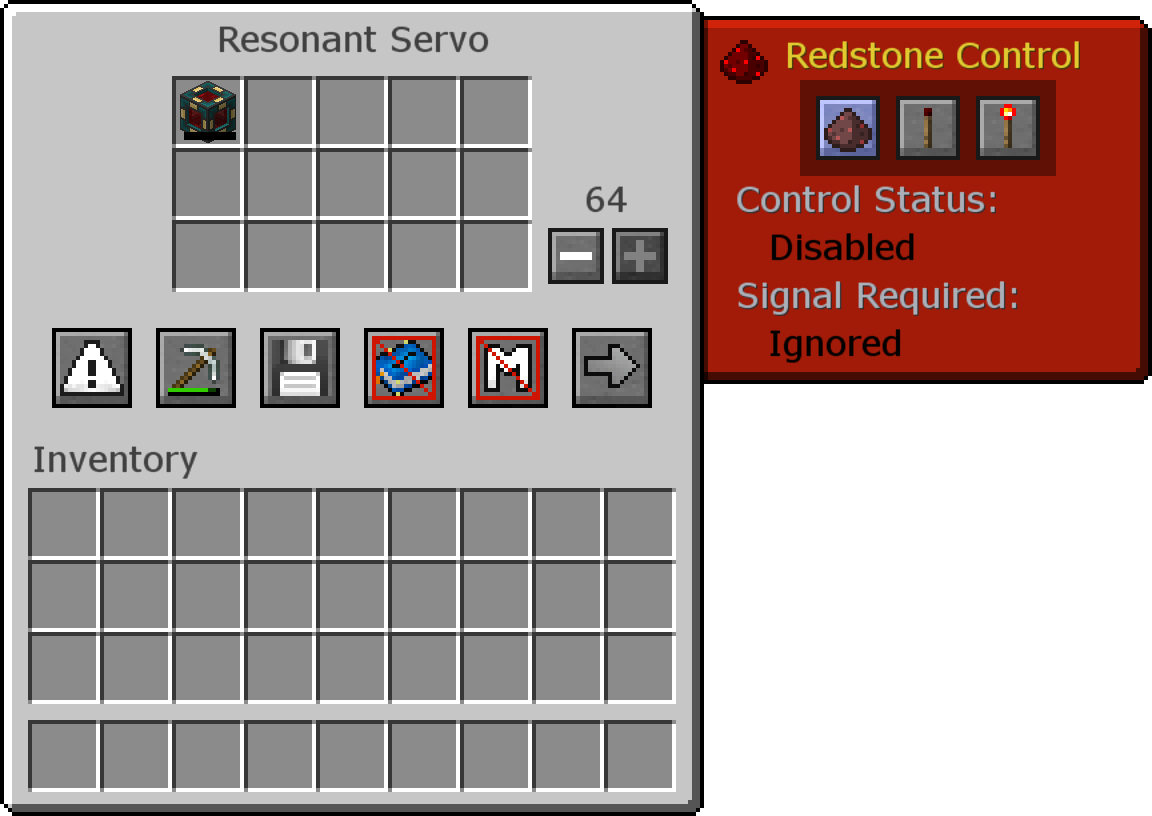 Resonant Servo
64
Inventory
Redstone Control
Control Status:
Disabled
Signal Required:
Ignored